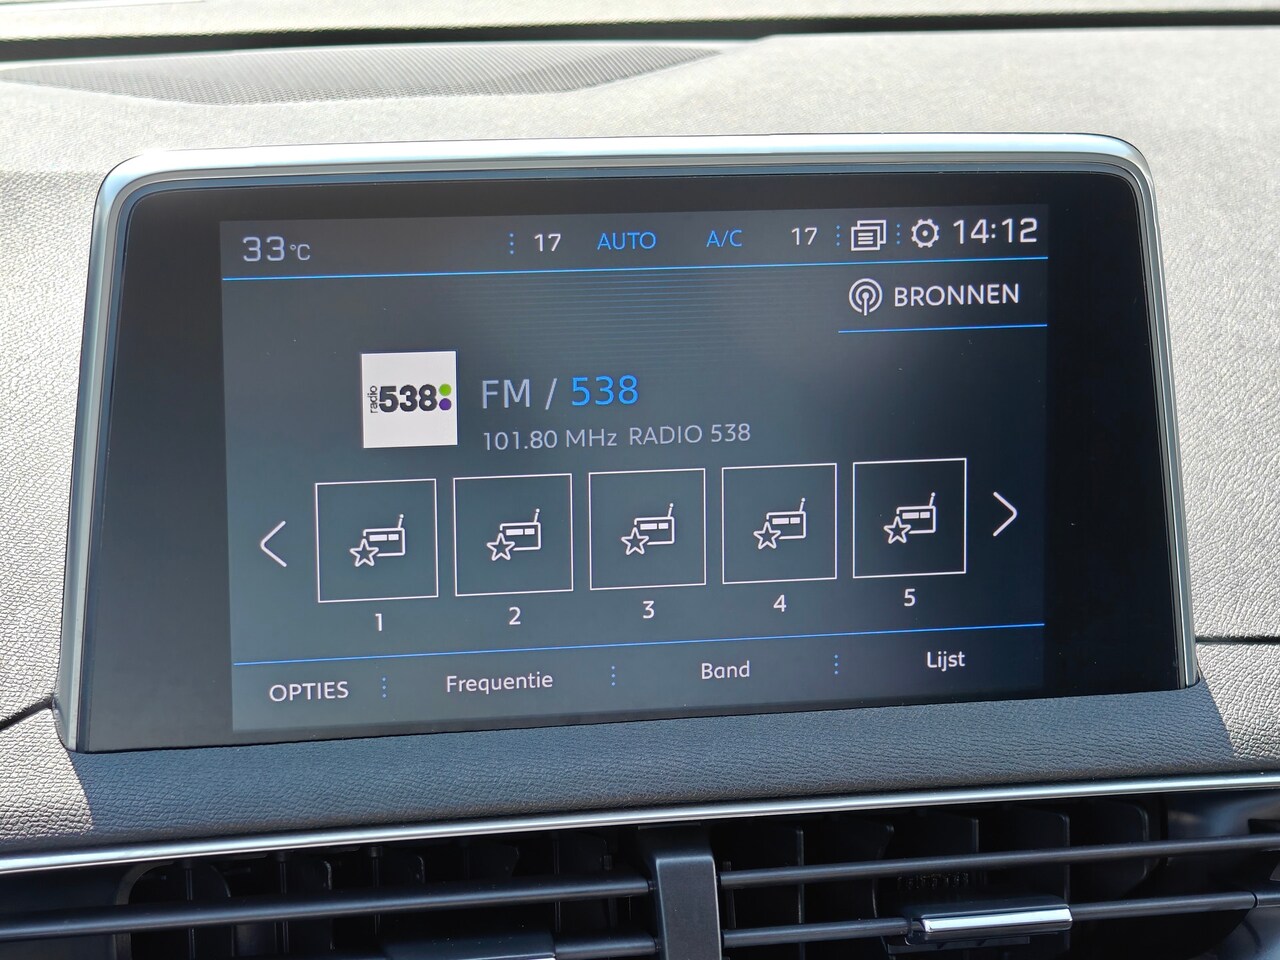 33°C 17 AUTO A/C 17 14:12
BRONNEN
radio 538
FM / 538
101.80 MHz RADIO 538
1 2 3 4 5
OPTIES Frequentie Band Lijst